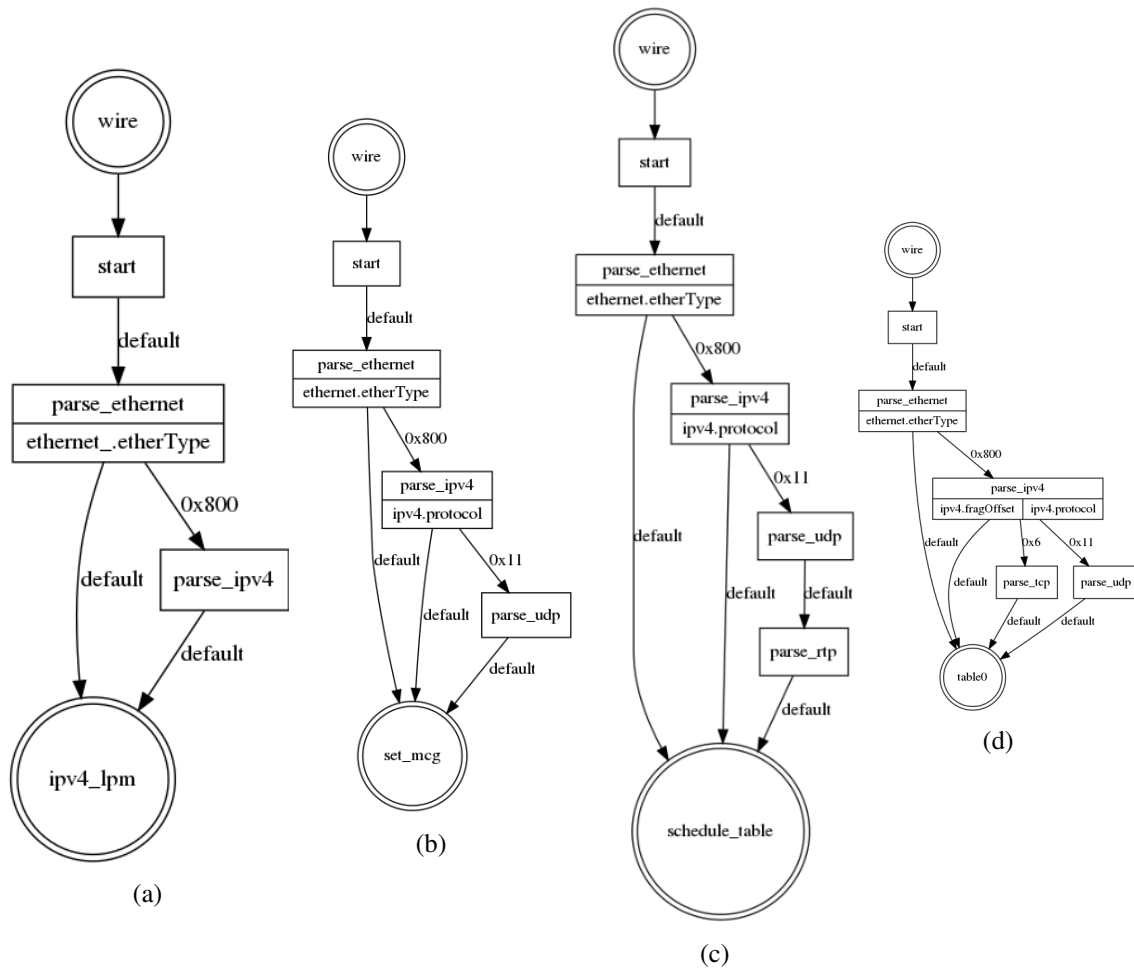 wire
start
default
parse_ethernet
ethernet_.etherType
0x800
default
parse_ipv4
default
ipv4_lpm
(a)
wire
start
default
parse_ethernet
ethernet.etherType
0x800
parse_ipv4
ipv4.protocol
default
default
0x11
parse_udp
default
set_mcg
(b)
wire
start
default
parse_ethernet
ethernet.etherType
0x800
parse_ipv4
ipv4.protocol
0x11
parse_udp
default
default
default
parse_rtp
default
schedule_table
(c)
wire
start
default
parse_ethernet
ethernet.etherType
0x800
parse_ipv4
ipv4.fragOffset ipv4.protocol
default
0x6
0x11
default
parse_tcp
parse_udp
default
default
table0
(d)